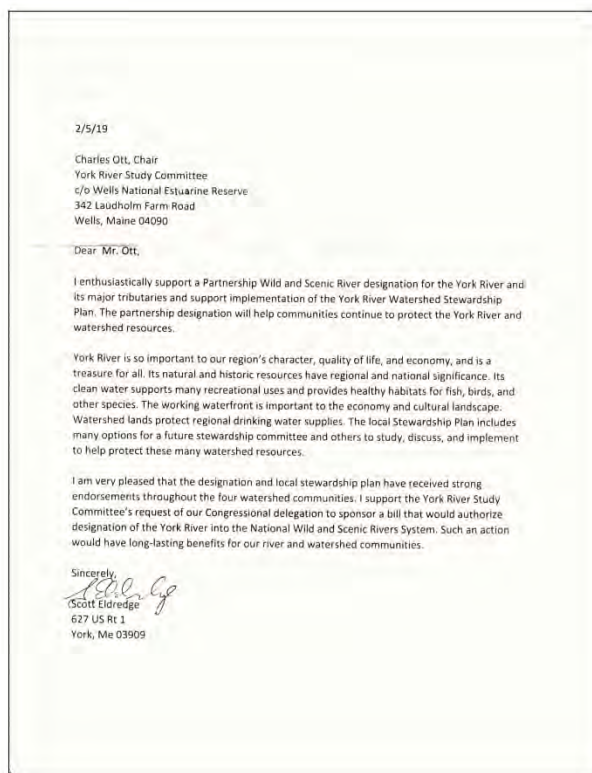 2/5/19
Charles Ott, Chair
York River Study Committee
c/o Wells National Estuarine Reserve
342 Laudholm Farm Road
Wells, Maine 04090
Dear Mr. Ott,
I enthusiastically support a Partnership Wild and Scenic River designation for the York River and
its major tributaries and support implementation of the York River Watershed Stewardship
Plan. The partnership designation will help communities continue to protect the York River and
watershed resources.
York River is so important to our region's character, quality of life, and economy, and is a
treasure for all. Its natural and historic resources have regional and national significance. Its
clean water supports many recreational uses and provides healthy habitats for fish, birds, and
other species. The working waterfront is important to the economy and cultural landscape.
Watershed lands protect regional drinking water supplies. The local Stewardship Plan includes
many options for a future stewardship committee and others to study, discuss, and implement
to help protect these many watershed resources.
I am very pleased that the designation and local stewardship plan have received strong
endorsements throughout the four watershed communities. I support the York River Study
Committee's request of our Congressional delegation to sponsor a bill that would authorize
designation of the York River into the National Wild and Scenic Rivers System. Such an action
would have long-lasting benefits for our river and watershed communities.
Sincerely,
Scott Eldredge
627 US Rt 1
York, Me 03909